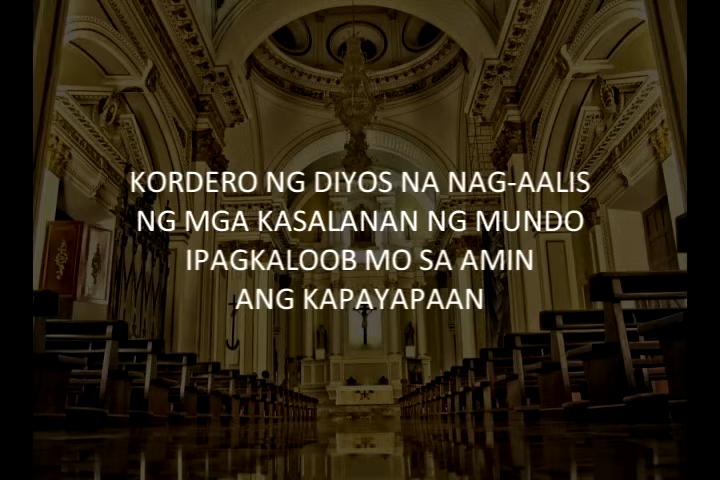 KORDERO NG DIYOS NA NAG-AALIS
NG MGA KASALANAN NG MUNDO
IPAGKALOOB MO SA AMIN
ANG KAPAYAPAAN